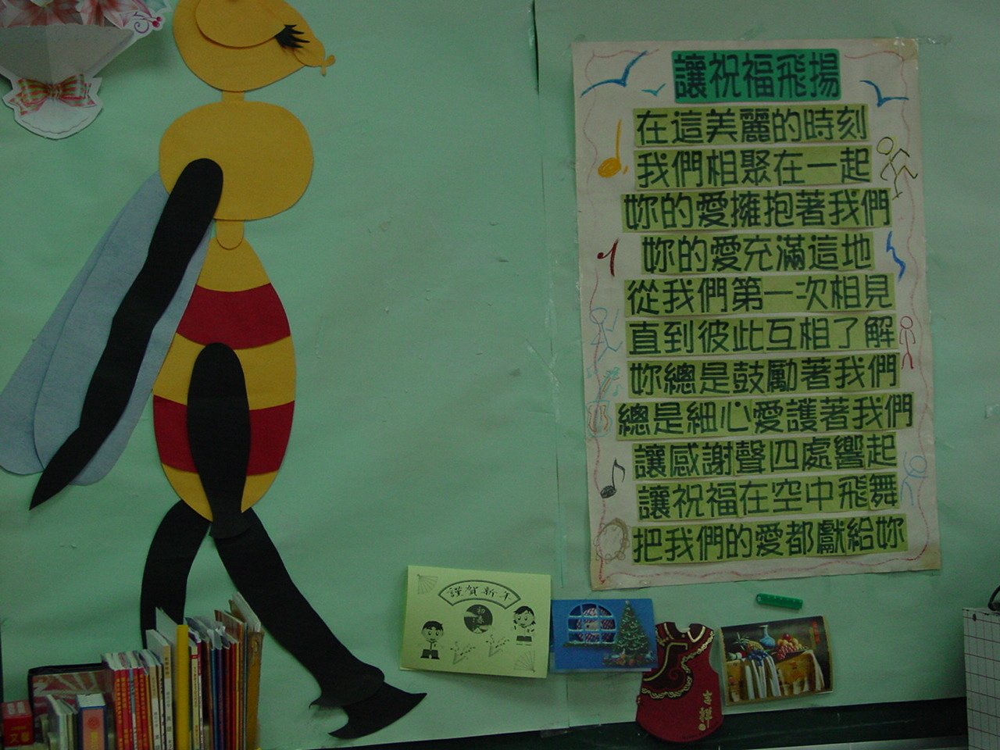 讓祝福飛揚
在這美麗的時刻
我們相聚在一起
妳的愛擁抱著我們
妳的愛充滿這地
從我們第一次相見
直到彼此互相了解
妳總是鼓勵著我們
總是細心愛護著我們
讓感謝聲四處響起
讓祝福在空中飛舞
把我們的愛都獻給妳
謹賀新年